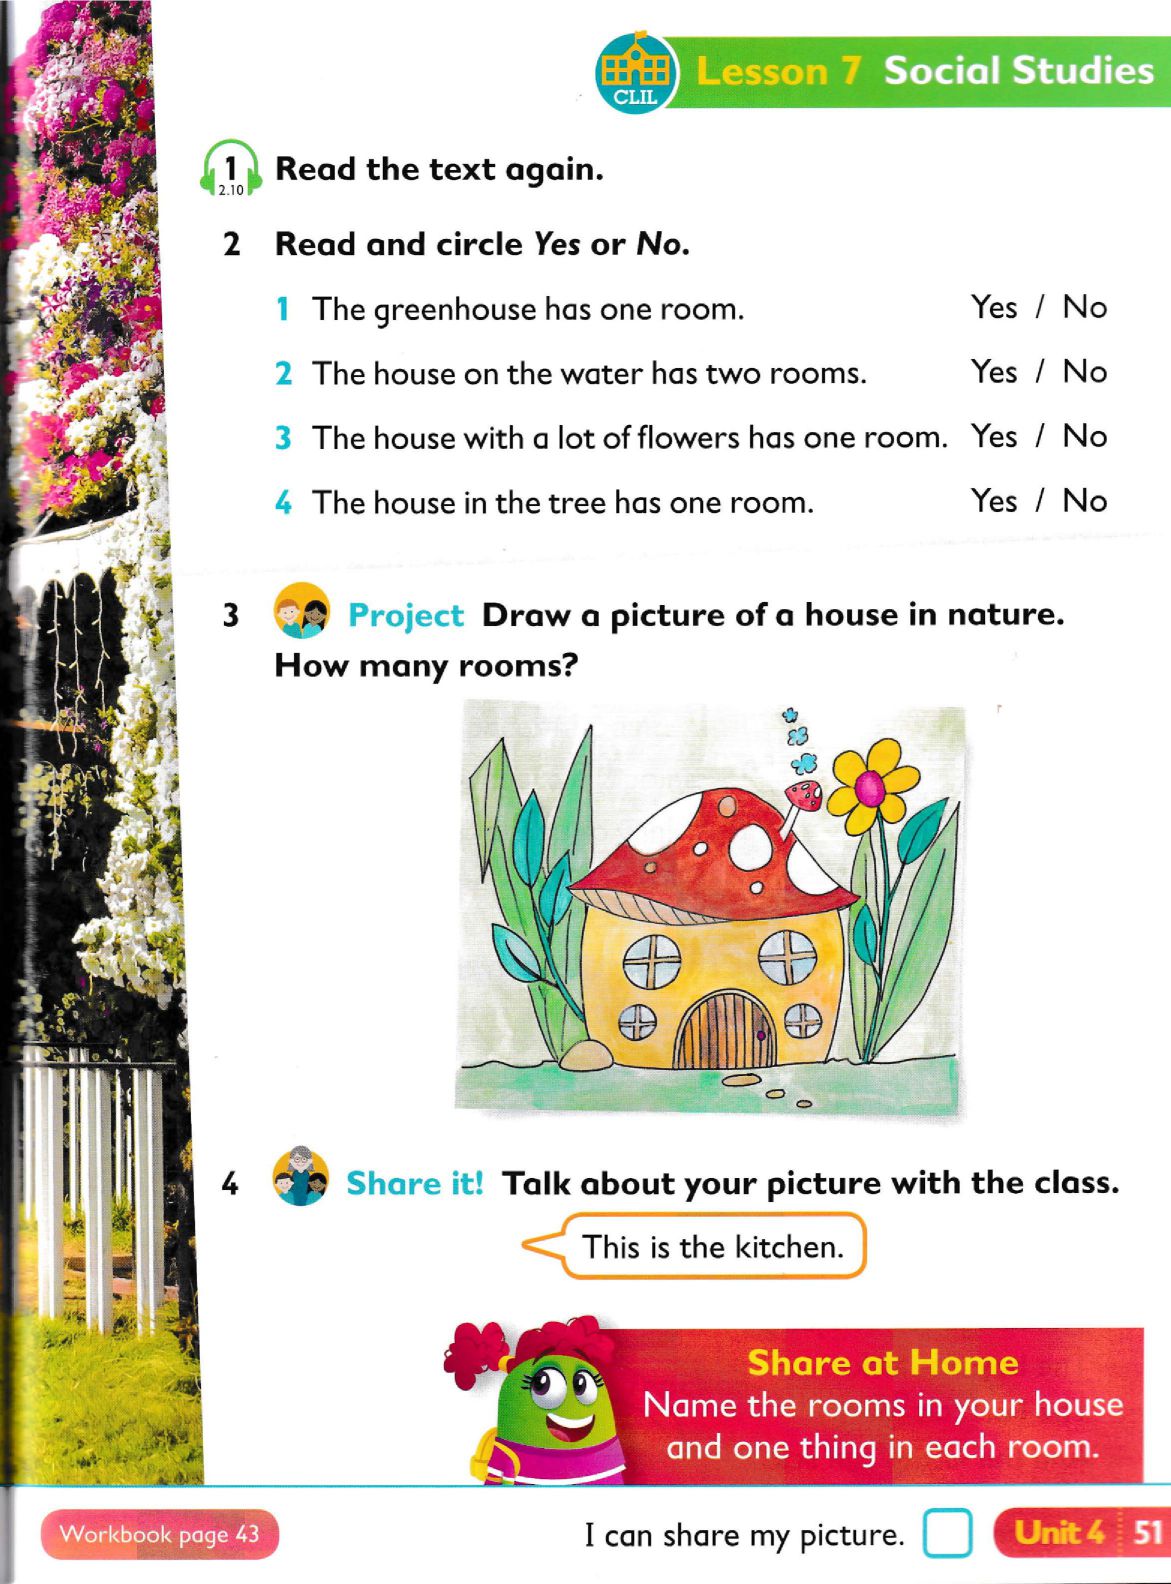 CLIL
Lesson 7 Social Studies
1 Read the text again.
2.10
2 Read and circle Yes or No.
1 The greenhouse has one room. Yes / No
2 The house on the water has two rooms. Yes / No
3 The house with a lot of flowers has one room. Yes / No
4 The house in the tree has one room. Yes / No
3 Project Draw a picture of a house in nature.
How many rooms?
4 Share it! Talk about your picture with the class.
This is the kitchen.
Share at Home
Name the rooms in your house
and one thing in each room.
Workbook page 43 I can share my picture. Unit 4 51